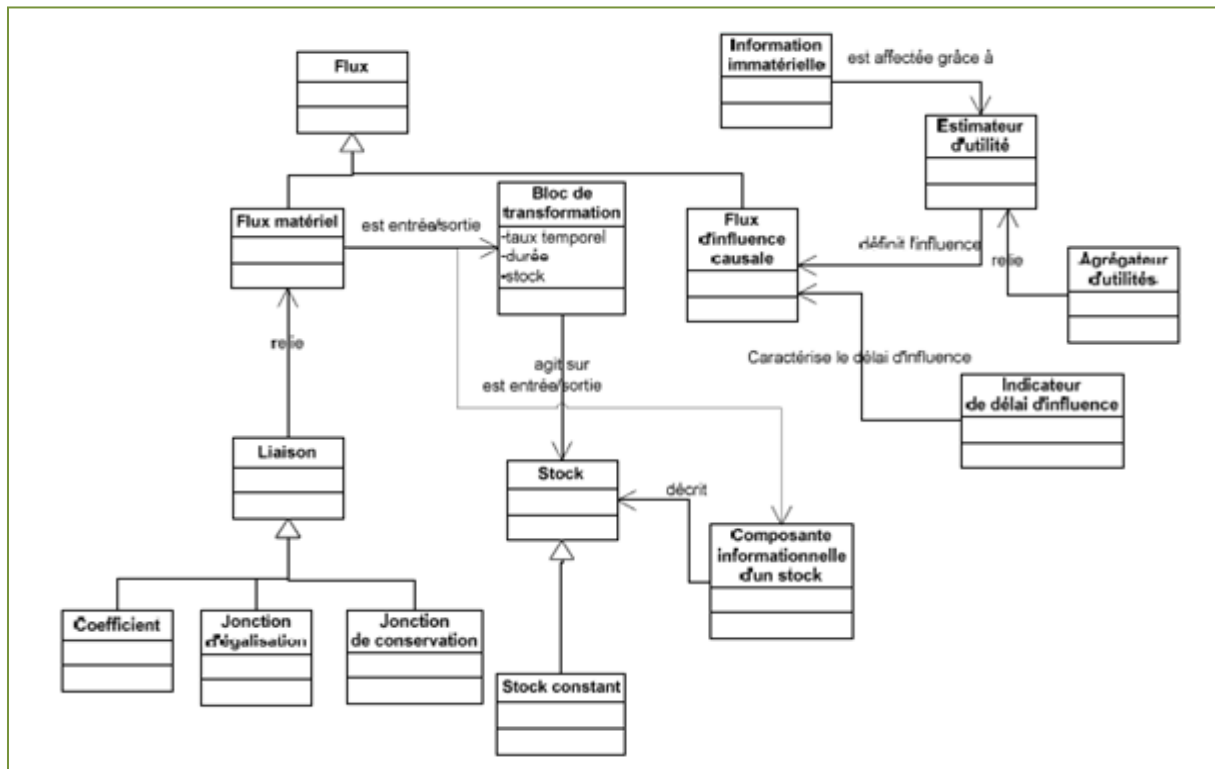 Flux
Information
immatérielle
est affectée grâce à
Estimateur
d'utilité
Bloc de
transformation
-taux temporel
-durée
-stock
Flux matériel
est entrée/sortie
Flux
d'influence
causale
définit l'influence
relie
Agrégateur
d'utilités
relie
agit sur
est entrée/sortie
Caractérise le délai d'influence
Indicateur
de délai d'influence
Liaison
Stock
décrit
Composante
informationnelle
d'un stock
Coefficient
Jonction
d'égalisation
Jonction
de conservation
Stock constant